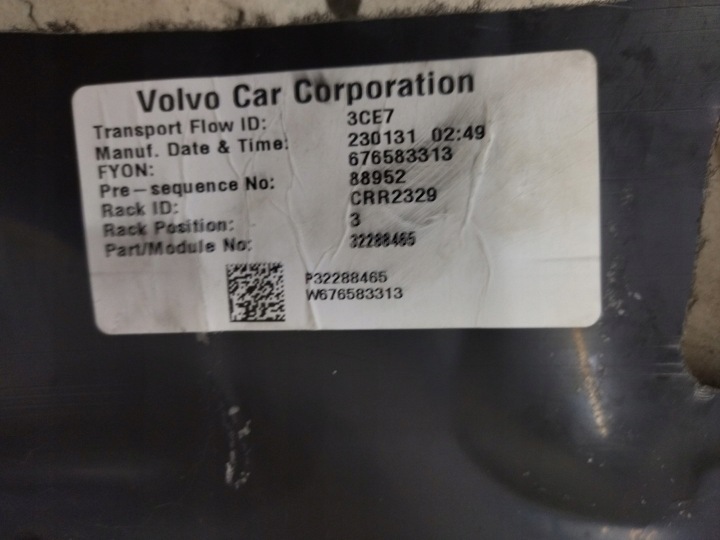 Volvo Car Corporation
Transport Flow ID: 3CE7
Manuf. Date & Time: 230131 02:49
FYON: 676583313
Pre-sequence No: 88952
Rack ID: CRR2329
Rack Position: 3
Part/Module No: 32288465
P32288465
W676583313